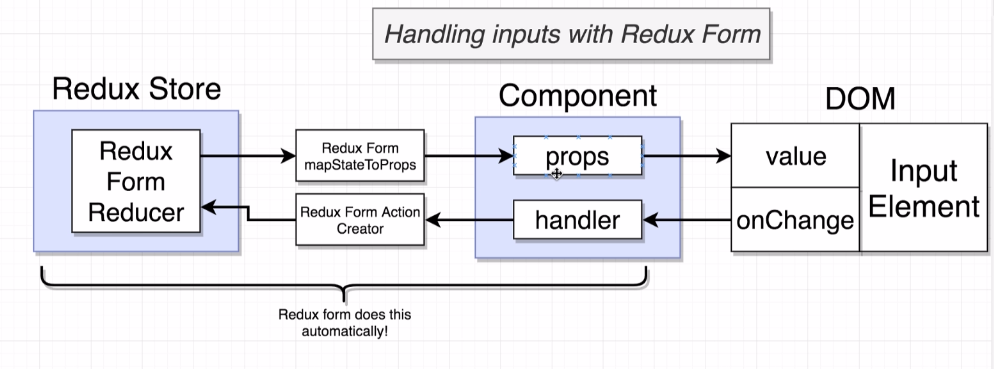 Handling inputs with Redux Form
Redux Store
Component
DOM
Redux
Form
Reducer
Redux Form
mapStateToProps
props
value
Input
Element
Redux Form Action
Creator
handler
onChange
Redux form does this
automatically!